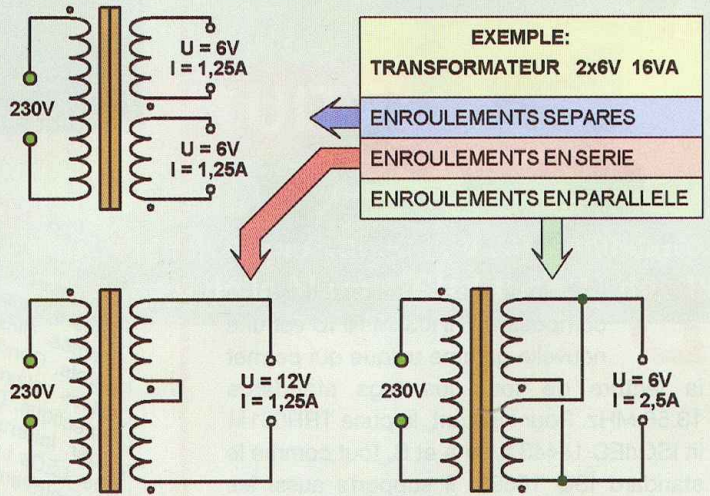 EXEMPLE:
TRANSFORMATEUR 2x6V 16VA
ENROULEMENTS SEPARES
ENROULEMENTS EN SERIE
ENROULEMENTS EN PARALLELE
230V
U = 6V
I = 1,25A
U = 6V
I = 1,25A
230V
U = 12V
I = 1,25A
230V
U = 6V
I = 2,5A